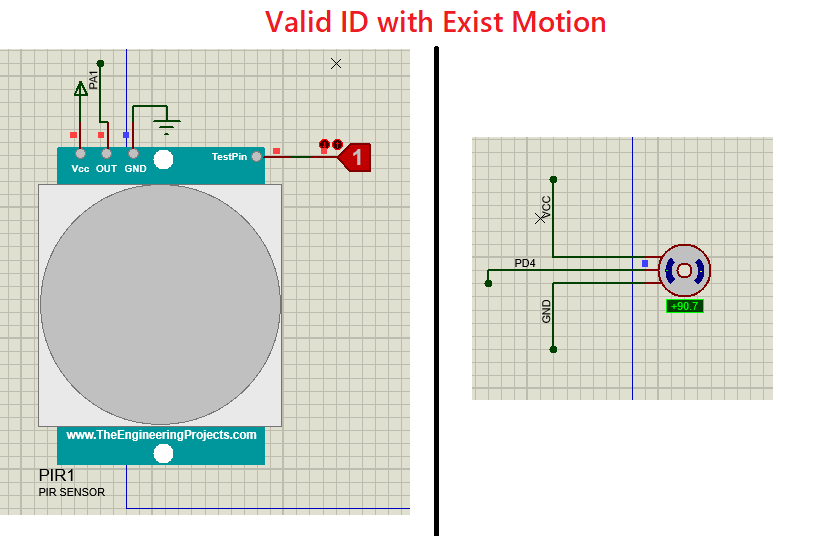 Valid ID with Exist Motion
PA1
Vcc OUT GND
TestPin
1
www.TheEngineeringProjects.com
PIR1
PIR SENSOR
VCC
PD4
GND
+90.7